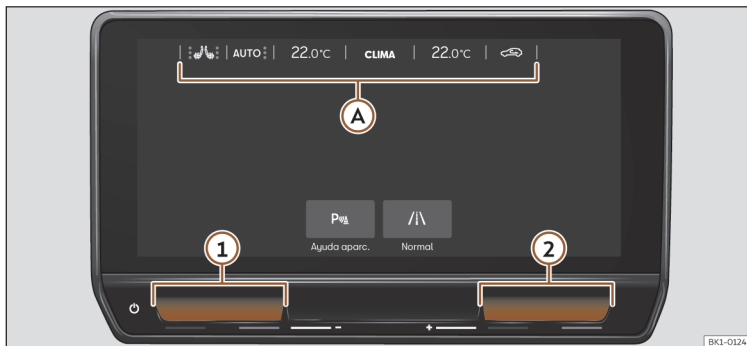 AUTO 22.0°C CLIMA 22.0°C
A
P
Ayuda aparc. Normal
1 2
- +
BK1-0124